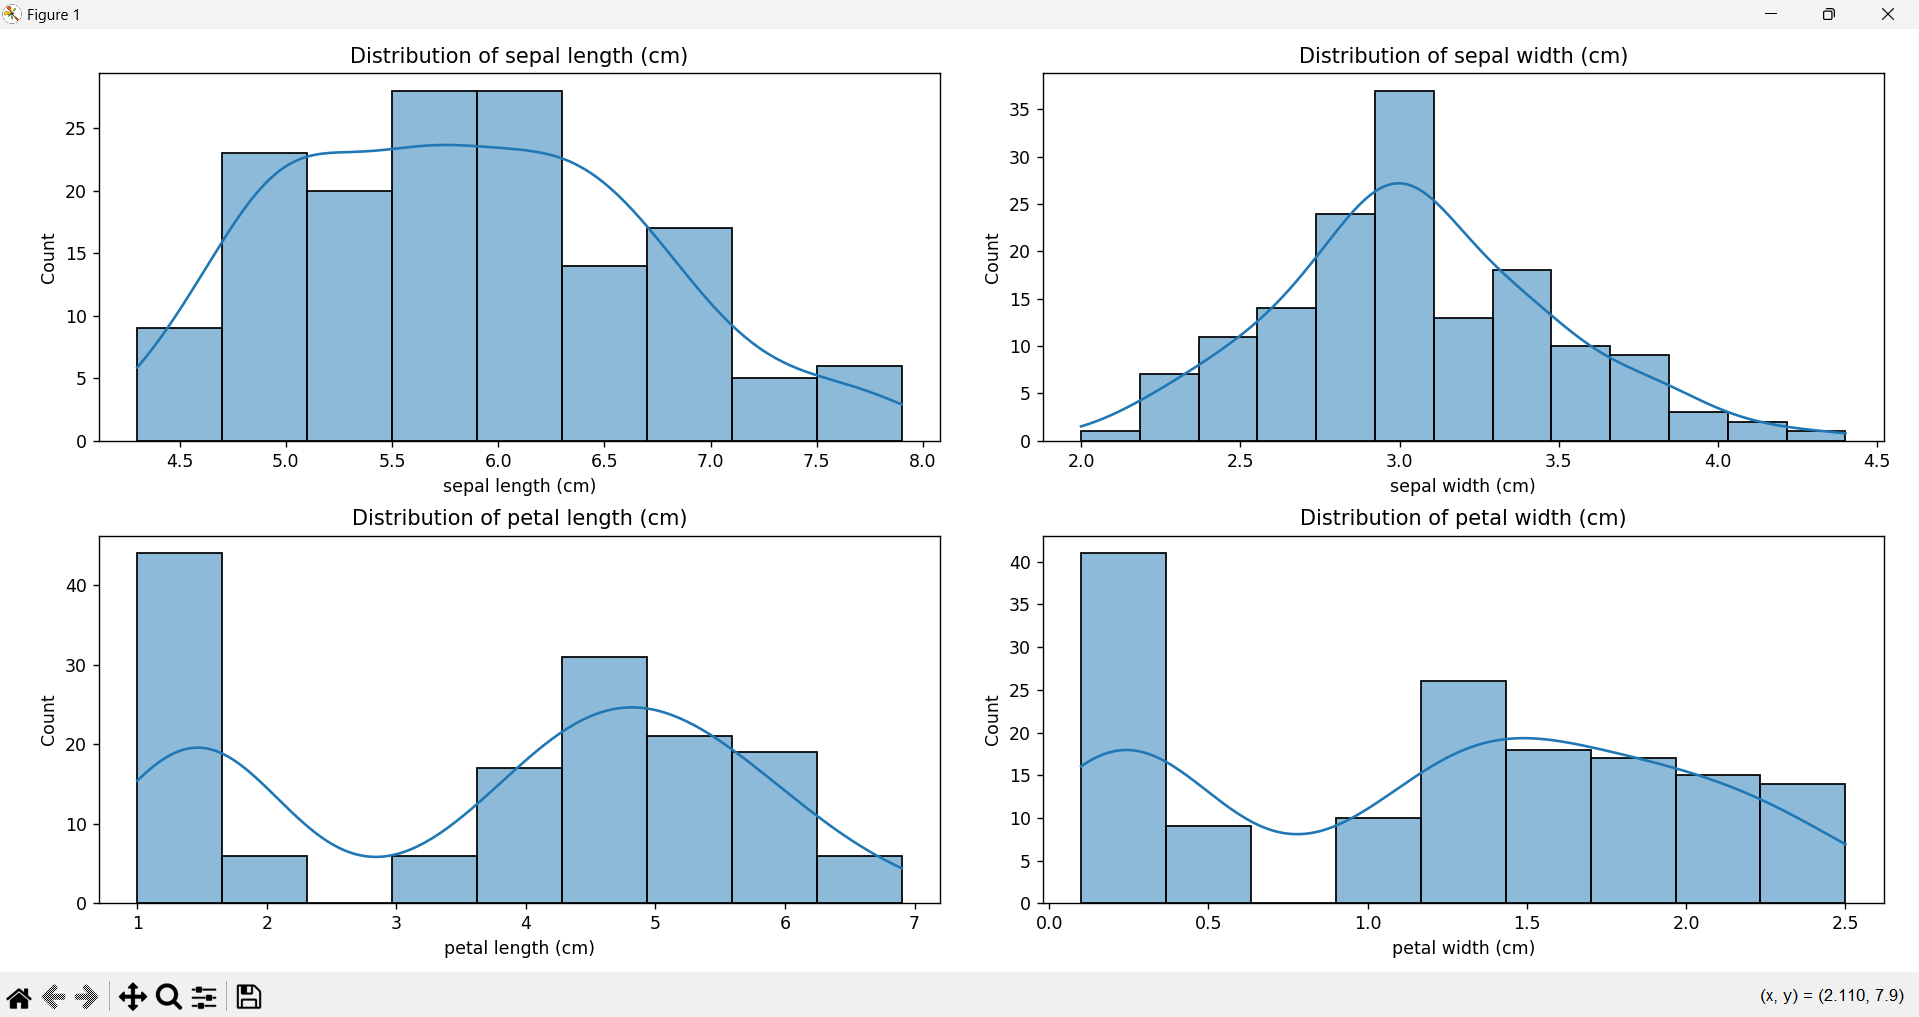 Figure 1
Distribution of sepal length (cm)
25
20
15
10
5
0
Count
4.5 5.0 5.5 6.0 6.5 7.0 7.5 8.0
sepal length (cm)
Distribution of sepal width (cm)
35
30
25
20
15
10
5
0
Count
2.0 2.5 3.0 3.5 4.0 4.5
sepal width (cm)
Distribution of petal length (cm)
40
30
20
10
0
Count
1 2 3 4 5 6 7
petal length (cm)
Distribution of petal width (cm)
40
35
30
25
20
15
10
5
0
Count
0.0 0.5 1.0 1.5 2.0 2.5
petal width (cm)
(x, y) = (2.110, 7.9)